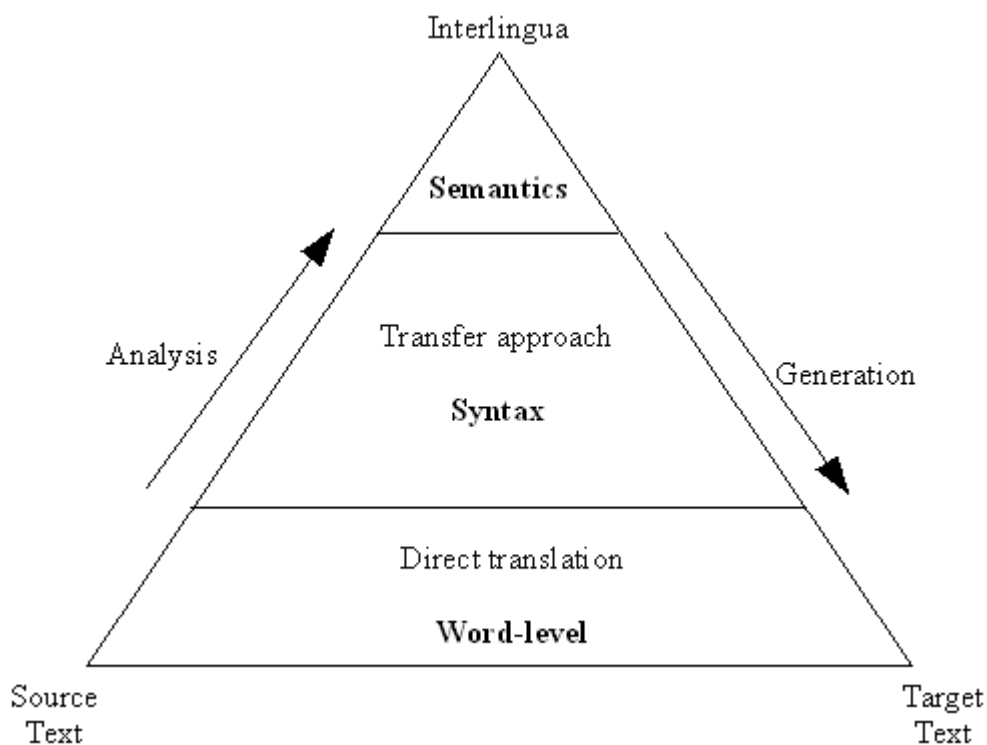 Interlingua
Semantics
Transfer approach
Analysis
Generation
Syntax
Direct translation
Word-level
Source
Text
Target
Text